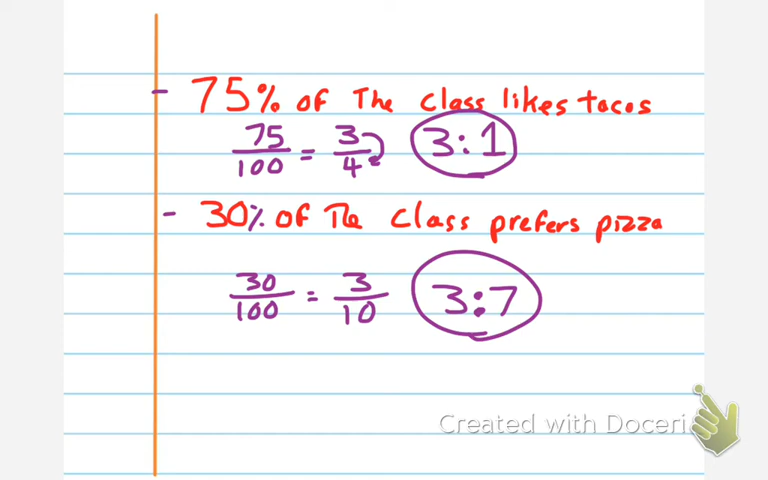 - 75% of The class likes tacos
75/100 = 3/4 3:1
- 30% of The class prefers pizza
30/100 = 3/10 3:7
Created with Doceri